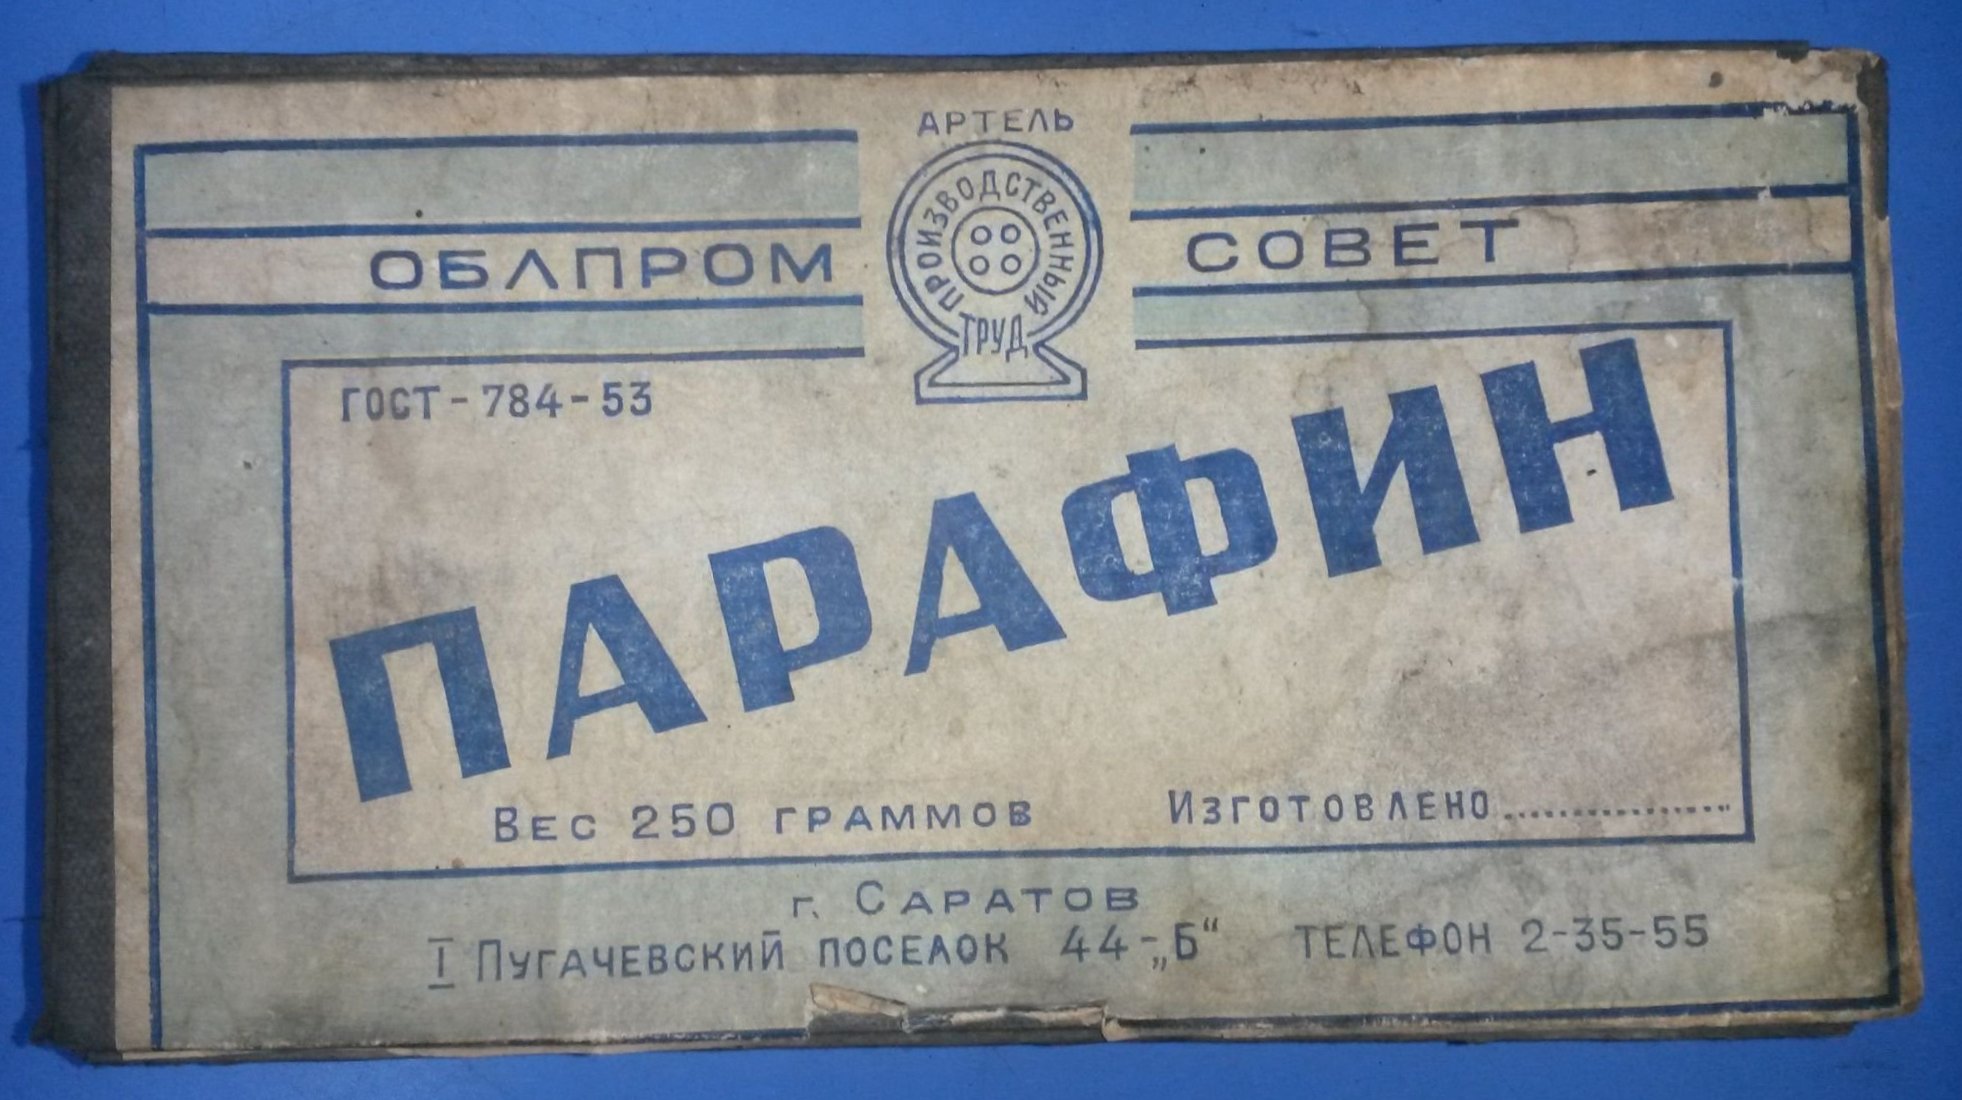 АРТЕЛЬ
ПРОИЗВОДСТВЕННЫЙ
ТРУД
ОБЛПРОМ СОВЕТ
ГОСТ-784-53
ПАРАФИН
ВЕС 250 ГРАММОВ ИЗГОТОВЛЕНО..................
г. САРАТОВ
I ПУГАЧЕВСКИЙ ПОСЕЛОК 44-„Б“ ТЕЛЕФОН 2-35-55